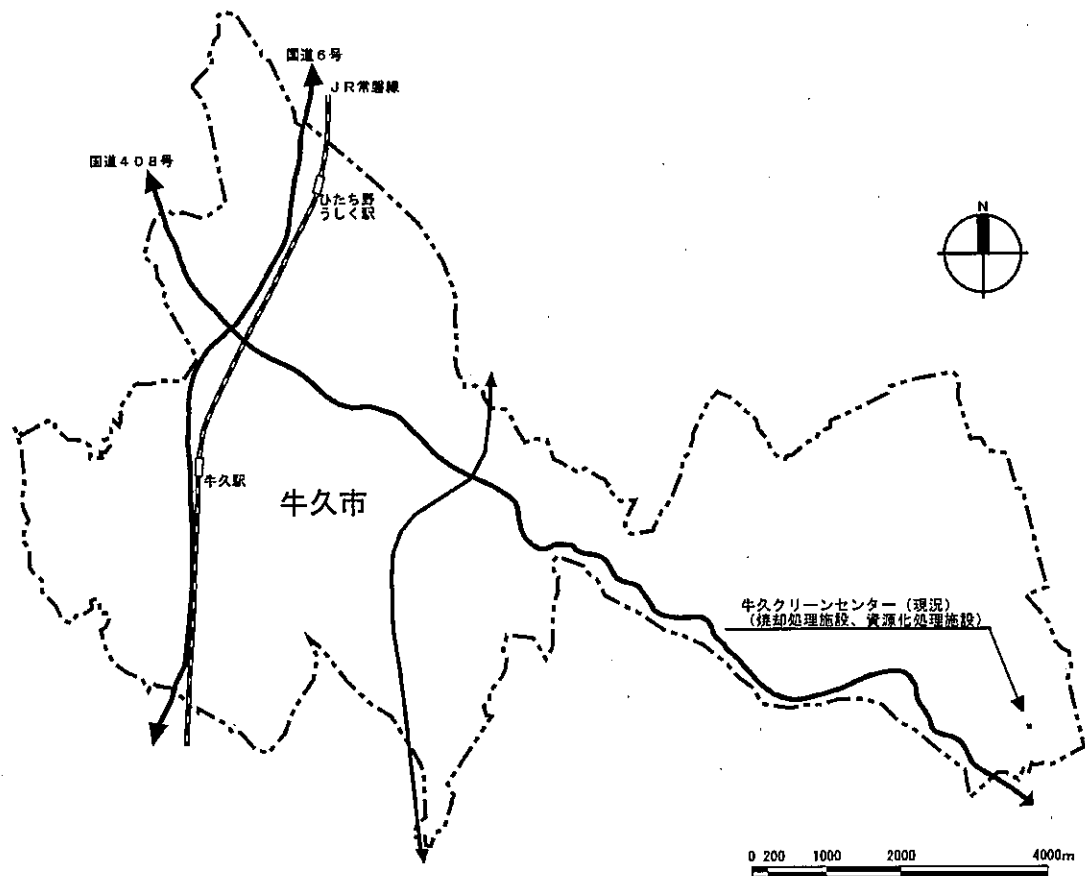 国道6号
JR常磐線
国道408号
ひたち野
うしく駅
N
牛久駅
牛久市
牛久クリーンセンター（現況）
（焼却処理施設、資源化処理施設）
0 200 1000 2000 4000m